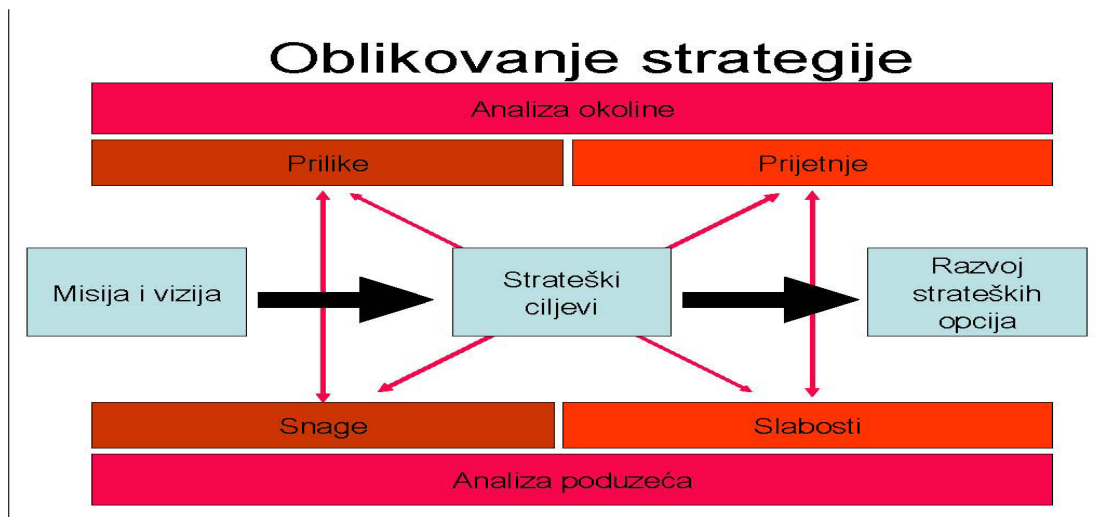 Oblikovanje strategije
Analiza okoline
Prilike
Prijetnje
Misija i vizija
Strateški
ciljevi
Razvoj
strateških
opcija
Snage
Slabosti
Analiza poduzeća